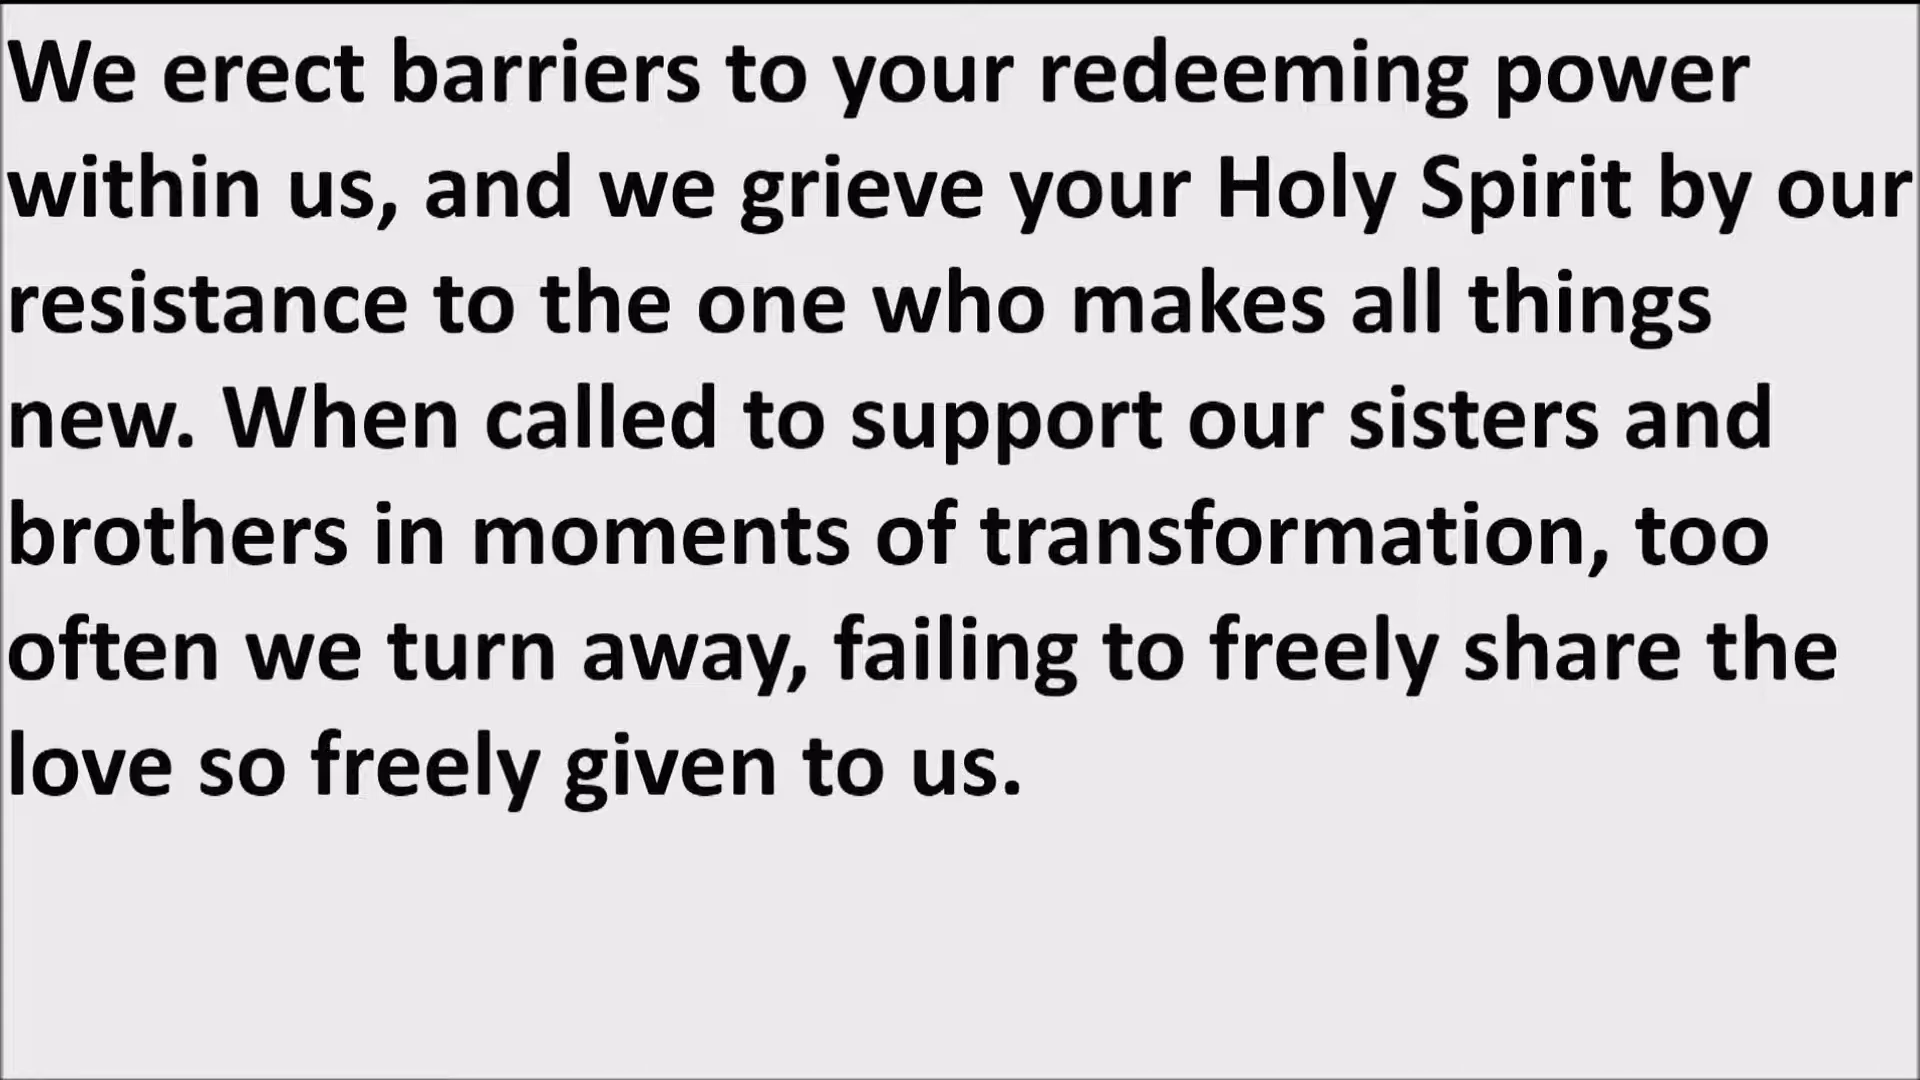 We erect barriers to your redeeming power
within us, and we grieve your Holy Spirit by our
resistance to the one who makes all things
new. When called to support our sisters and
brothers in moments of transformation, too
often we turn away, failing to freely share the
love so freely given to us.